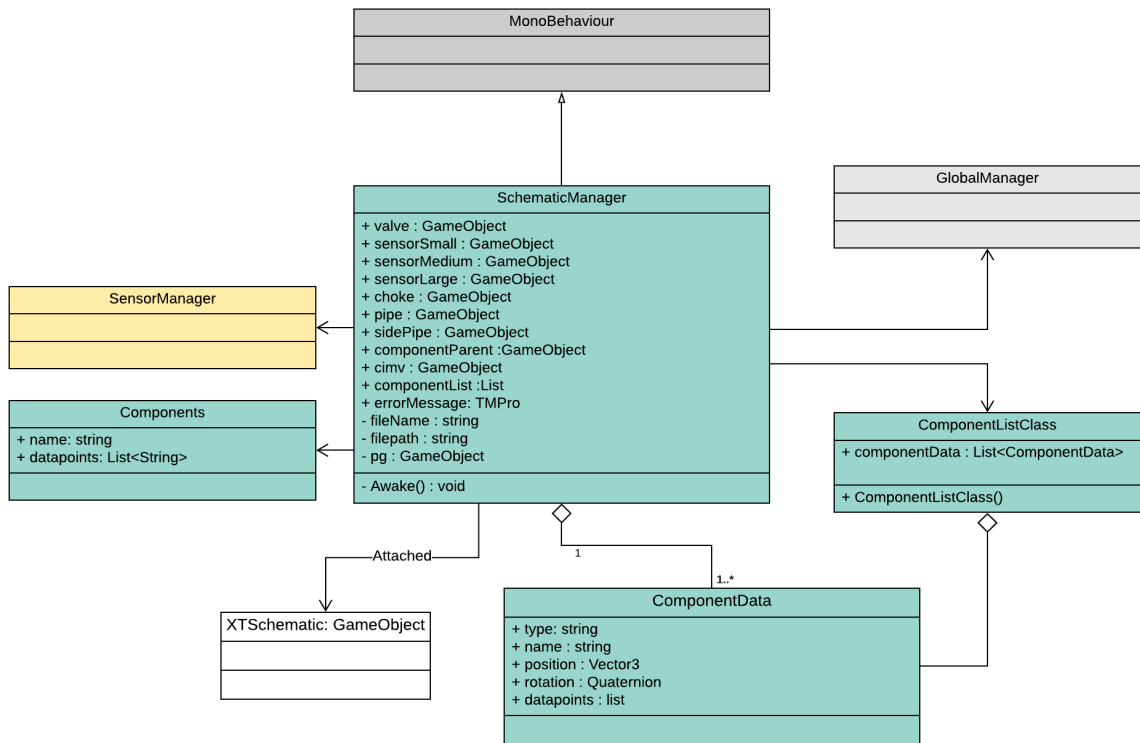 MonoBehaviour
GlobalManager
SchematicManager
+ valve : GameObject
+ sensorSmall : GameObject
+ sensorMedium : GameObject
+ sensorLarge : GameObject
+ choke : GameObject
+ pipe : GameObject
+ sidePipe : GameObject
+ componentParent :GameObject
+ cimv : GameObject
+ componentList :List
+ errorMessage: TMPro
- fileName : string
- filepath : string
- pg : GameObject
- Awake() : void
SensorManager
Components
+ name: string
+ datapoints: List<String>
ComponentListClass
+ componentData : List<ComponentData>
+ ComponentListClass()
Attached
1
1..*
XTSchematic: GameObject
ComponentData
+ type: string
+ name : string
+ position : Vector3
+ rotation : Quaternion
+ datapoints : list